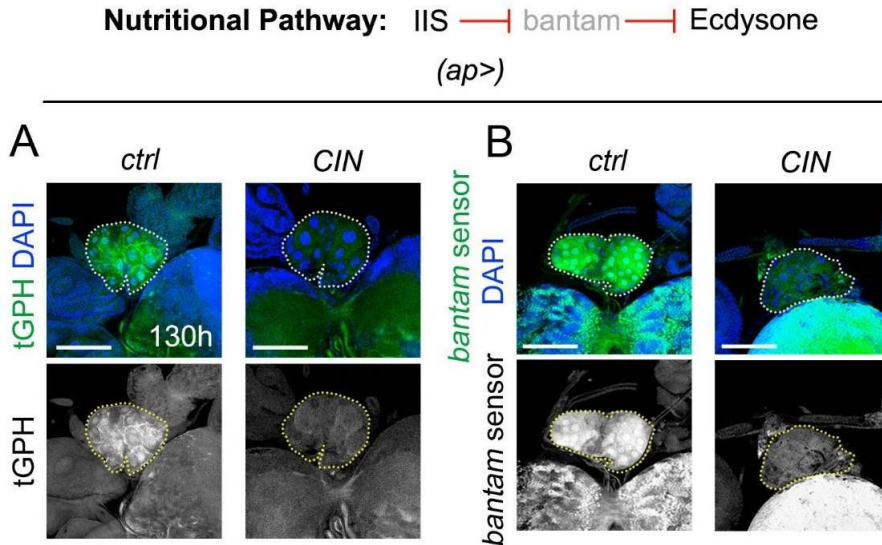 Nutritional Pathway: IIS bantam Ecdysone
(ap>)
A
ctrl
CIN
tGPH DAPI
130h
tGPH
B
ctrl
CIN
bantam sensor
DAPI
bantam sensor